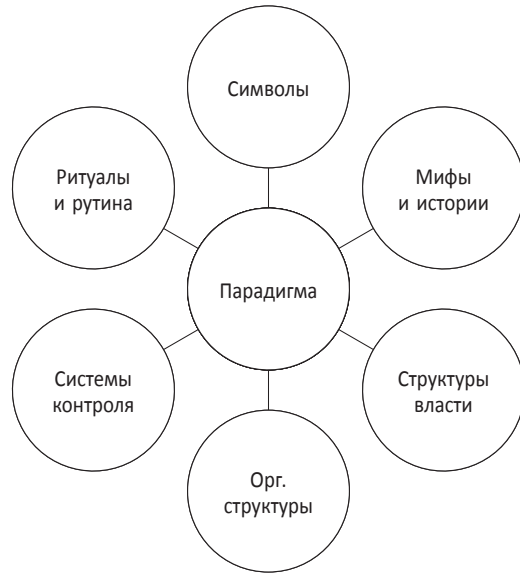 Символы
Ритуалы
и рутина
Мифы
и истории
Парадигма
Системы
контроля
Структуры
власти
Орг.
структуры